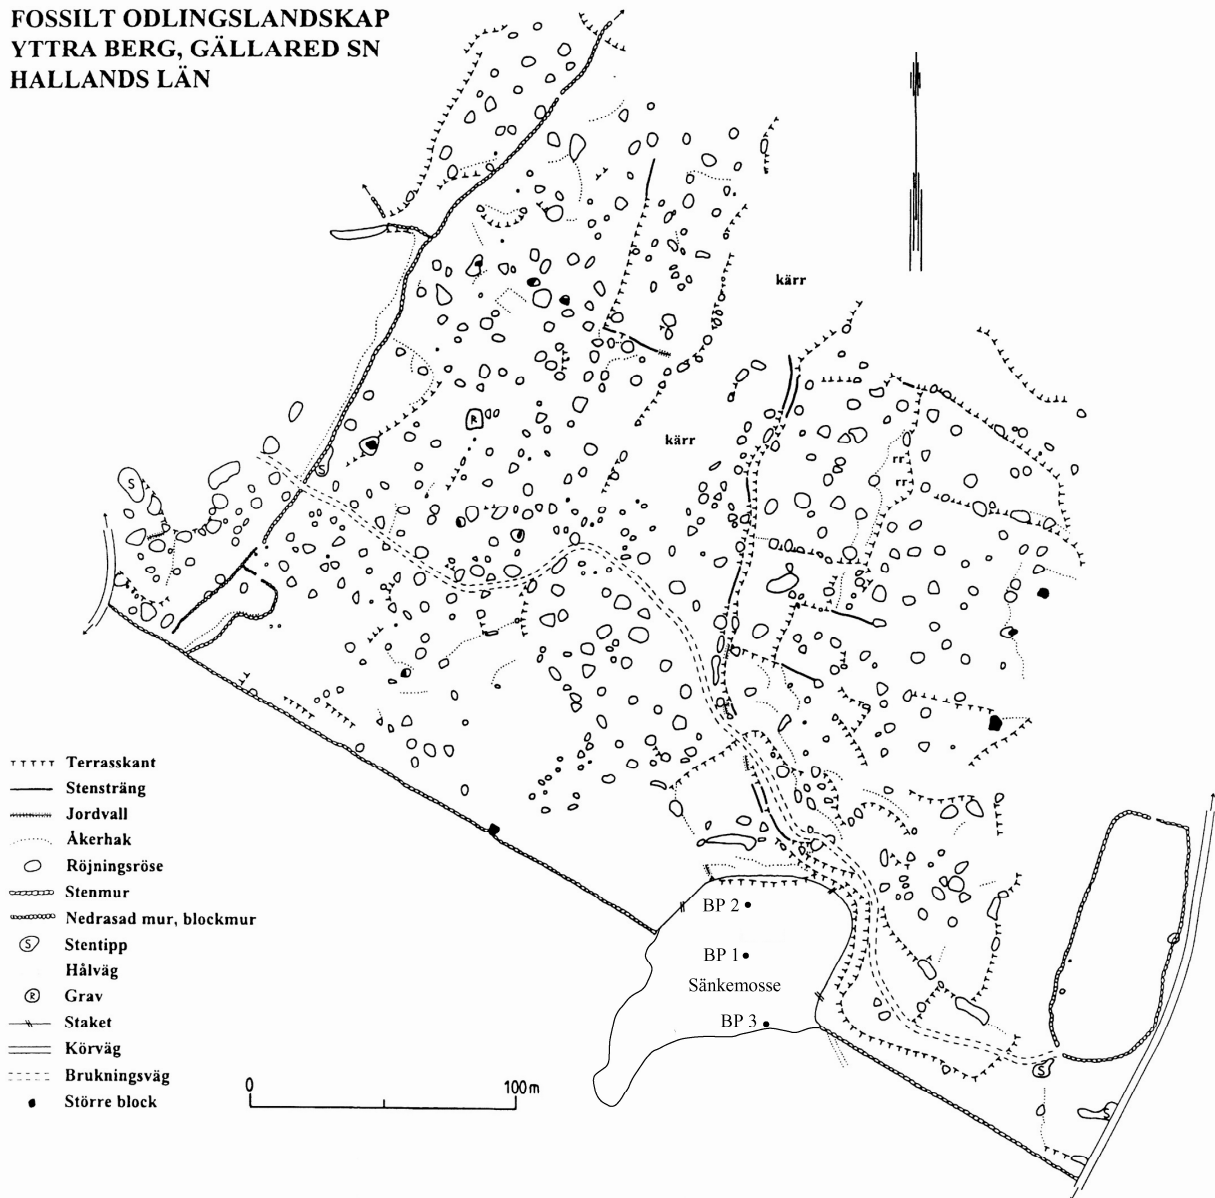 FOSSILT ODLINGSLANDSKAP
YTTRA BERG, GÄLLARED SN
HALLANDS LÄN
kärr
kärr
R
rr
rr
S
S
Terrasskant
Stensträng
Jordvall
Åkerhak
Röjningsröse
Stenmur
Nedrasad mur, blockmur
S Stentipp
Hålväg
R Grav
Staket
Körväg
Brukningsväg
Större block
0 100 m
BP 2
BP 1
Sänkemosse
BP 3
S
S